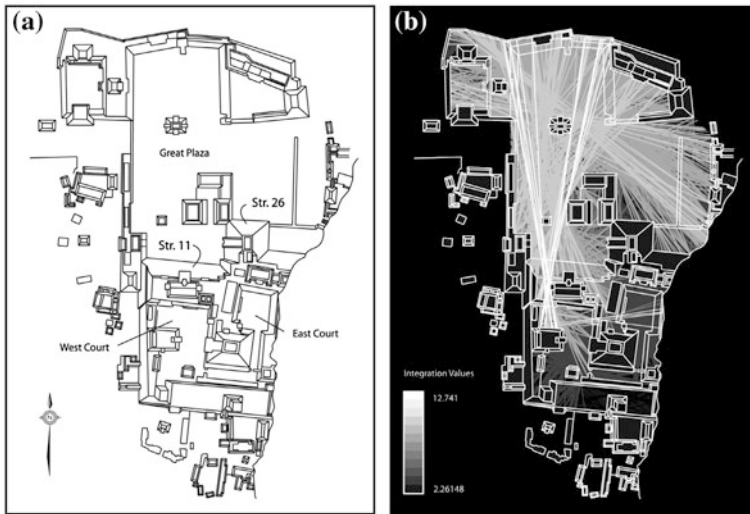 (a)
Great Plaza
Str. 26
Str. 11
West Court
East Court
(b)
Integration Values
12.741
2.26148